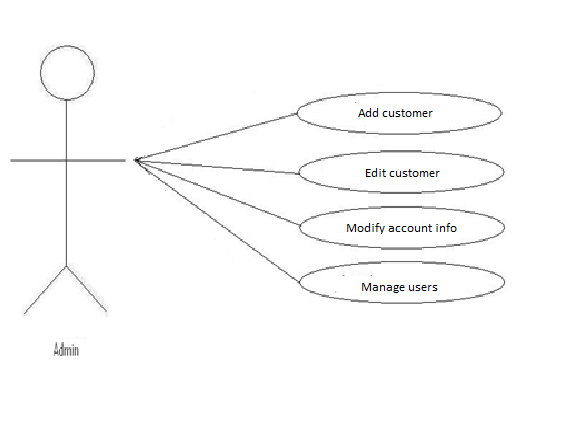 Add customer
Edit customer
Modify account info
Manage users
Admin